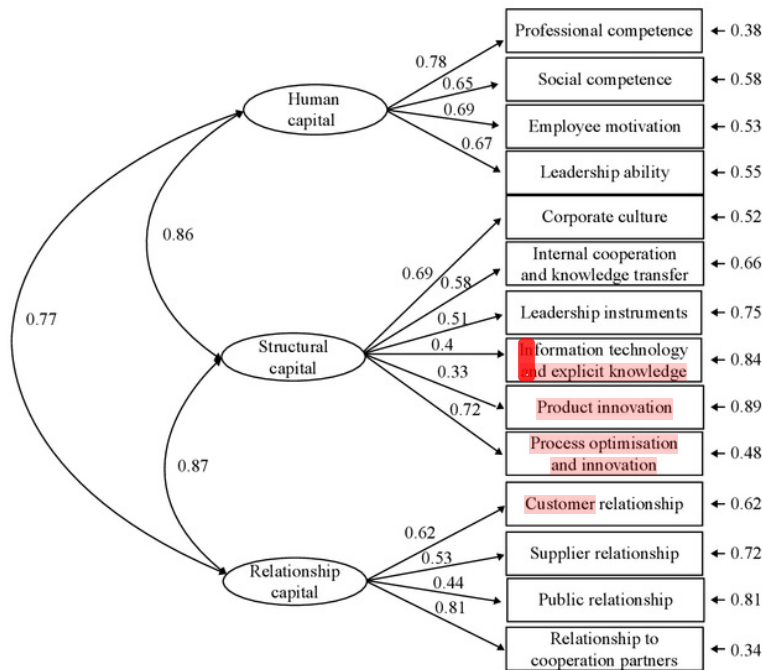 Professional competence
0.38
0.78
Social competence
0.58
0.65
Human
capital
0.69
Employee motivation
0.53
0.67
Leadership ability
0.55
Corporate culture
0.52
0.86
Internal cooperation
and knowledge transfer
0.66
0.69
0.58
Leadership instruments
0.75
0.77
0.51
Structural
capital
0.4
Information technology
and explicit knowledge
0.84
0.33
Product innovation
0.89
0.72
Process optimisation
and innovation
0.48
0.87
Customer relationship
0.62
0.62
Supplier relationship
0.72
0.53
Relationship
capital
0.44
Public relationship
0.81
0.81
Relationship to
cooperation partners
0.34